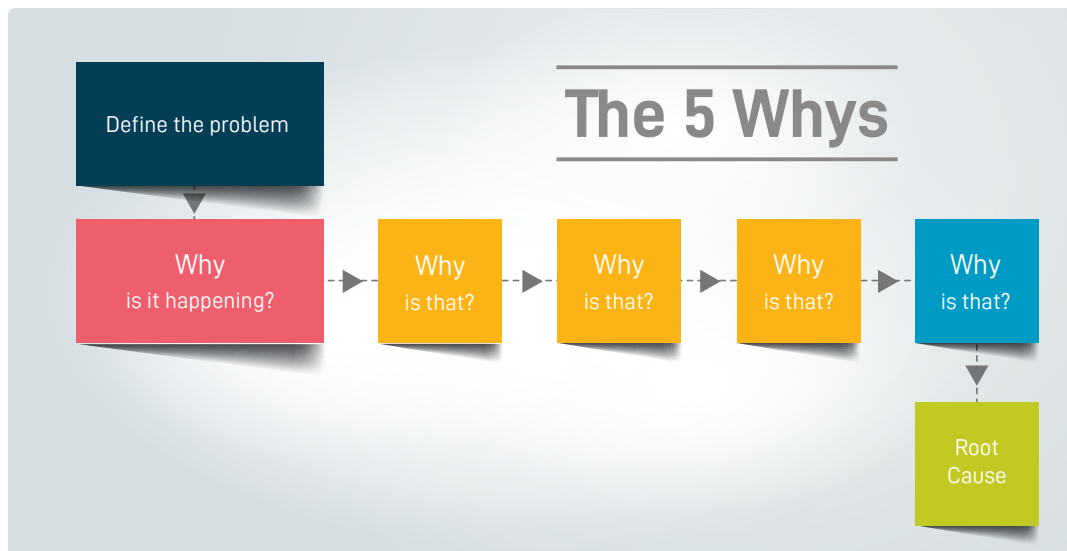 The 5 Whys
Define the problem
Why
is it happening?
Why
is that?
Why
is that?
Why
is that?
Why
is that?
Root
Cause